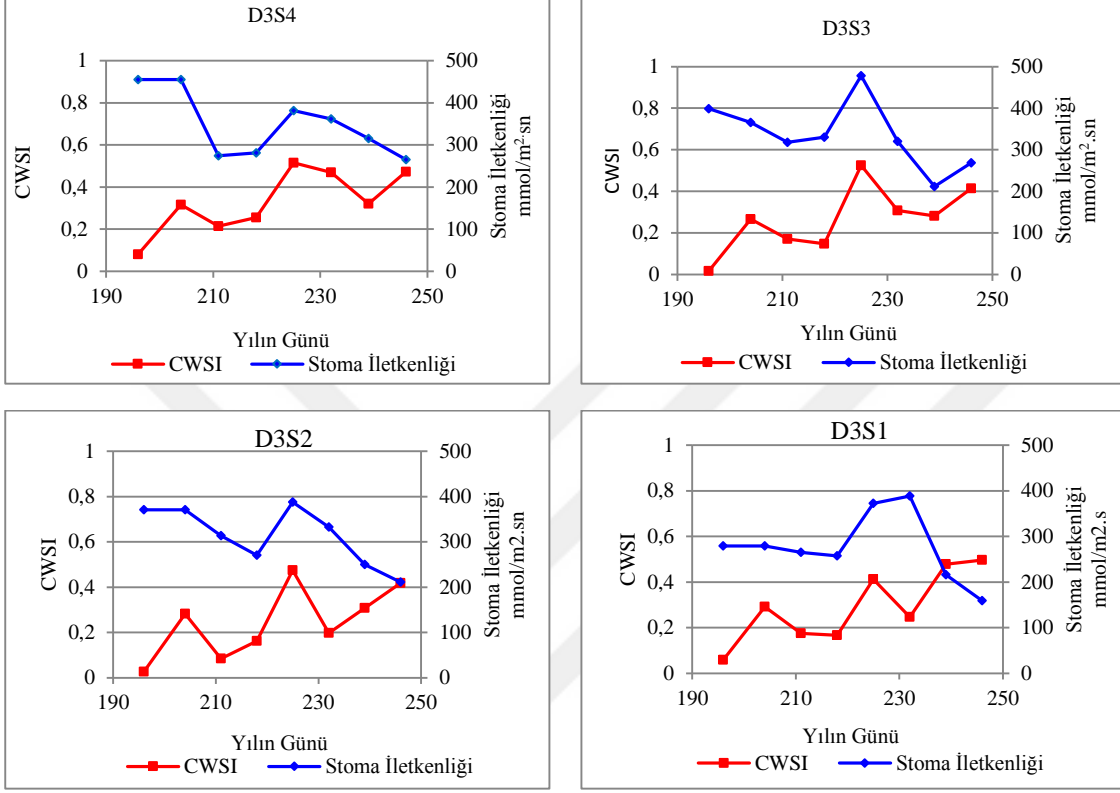 D3S4
1
0,8
0,6
0,4
0,2
0
CWSI
500
400
300
200
100
0
Stoma İletkenliği
mmol/m²·sn
190 210 230 250
Yılın Günü
CWSI Stoma İletkenliği
D3S3
1
0,8
0,6
0,4
0,2
0
CWSI
500
400
300
200
100
0
Stoma İletkenliği
mmol/m².sn
190 210 230 250
Yılın Günü
CWSI Stoma İletkenliği
D3S2
1
0,8
0,6
0,4
0,2
0
CWSI
500
400
300
200
100
0
Stoma İletkenliği
mmol/m2.sn
190 210 230 250
Yılın Günü
CWSI Stoma İletkenliği
D3S1
1
0,8
0,6
0,4
0,2
0
CWSI
500
400
300
200
100
0
Stoma İletkenliği
mmol/m2.s
190 210 230 250
Yılın Günü
CWSI Stoma İletkenliği